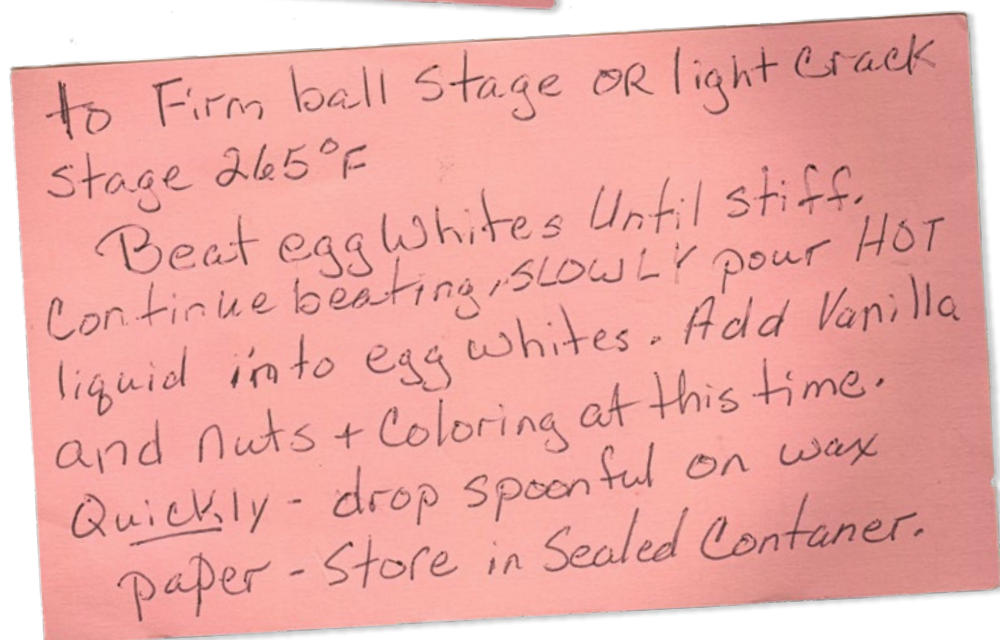 to Firm ball Stage OR light Crack
Stage 265°F
Beat egg Whites Until stiff.
Continue beating, SLOWLY pour HOT
liquid into egg whites. Add Vanilla
and nuts + Coloring at this time.
Quickly - drop spoonful on wax
paper - Store in Sealed Contaner.